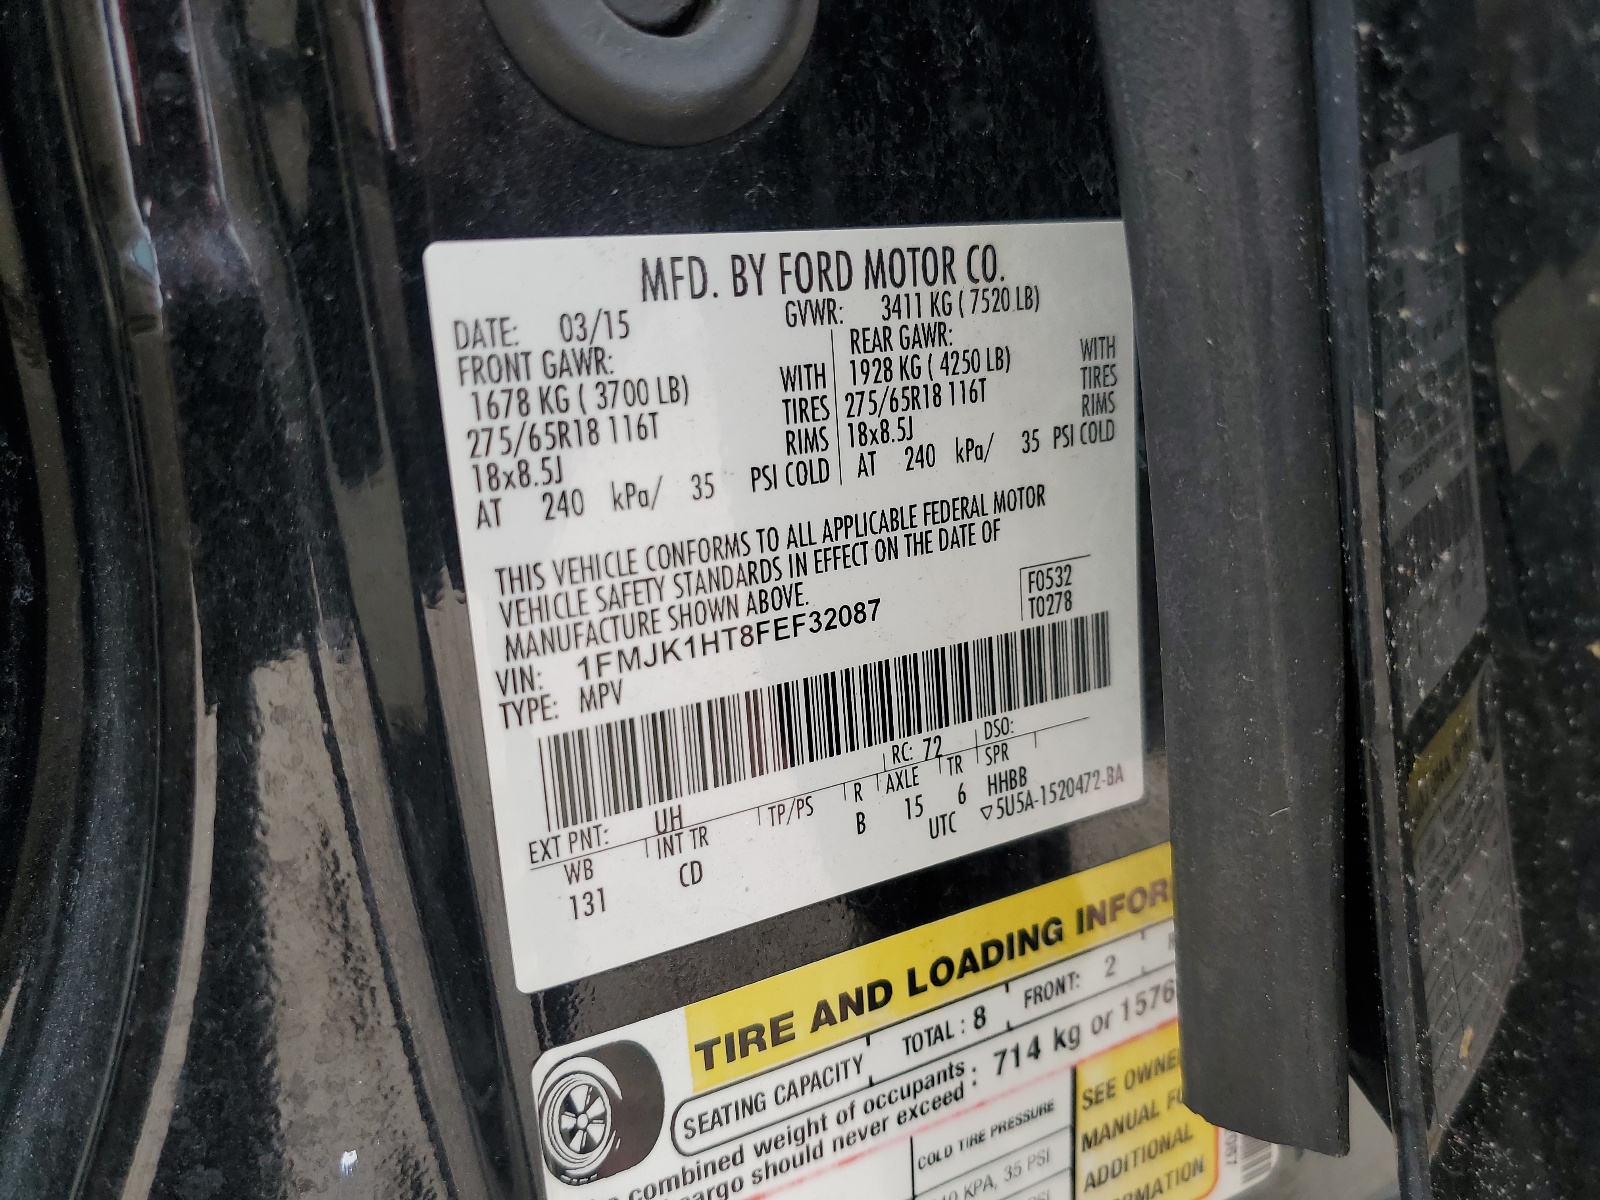 MFD. BY FORD MOTOR CO.
DATE: 03/15 GVWR: 3411 KG ( 7520 LB)
FRONT GAWR: REAR GAWR:
1678 KG ( 3700 LB) WITH 1928 KG ( 4250 LB) WITH
275/65R18 116T TIRES 275/65R18 116T TIRES
18x8.5J RIMS 18x8.5J RIMS
AT 240 kPa/ 35 PSI COLD AT 240 kPa/ 35 PSI COLD
THIS VEHICLE CONFORMS TO ALL APPLICABLE FEDERAL MOTOR
VEHICLE SAFETY STANDARDS IN EFFECT ON THE DATE OF
MANUFACTURE SHOWN ABOVE.
F0532
T0278
VIN: 1FMJK1HT8FEF32087
TYPE: MPV
EXT PNT: UH RC: 72 DSO:
WB INT TR TP/PS R AXLE TR SPR
131 CD B 15 6 HHBB
UTC ▽5U5A-1520472-BA
TIRE AND LOADING INFOR
SEATING CAPACITY TOTAL : 8 FRONT: 2
combined weight of occupants
cargo should never exceed : 714 kg or 1576
COLD TIRE PRESSURE
KPA, 35 PSI
PSI
SEE OWNE
MANUAL FO
ADDITIONAL
ORMATION